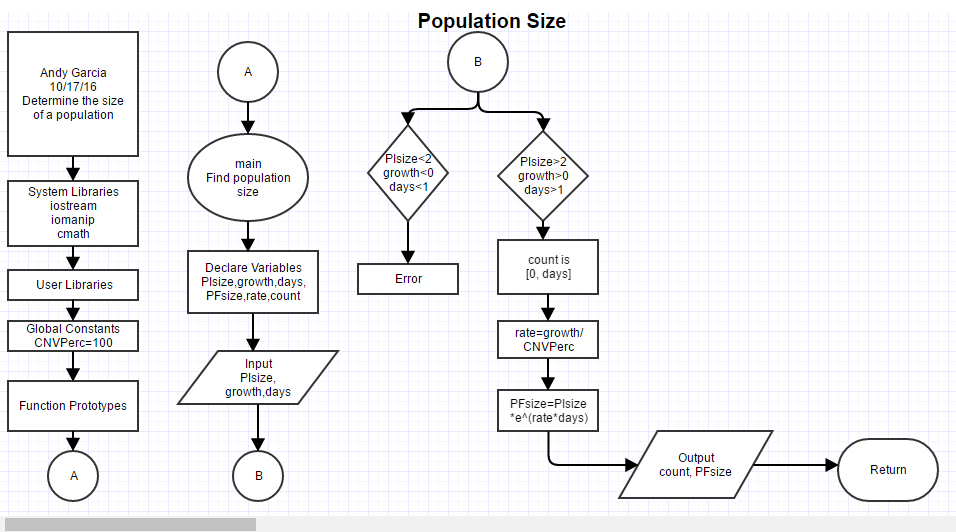 Population Size
Andy Garcia
10/17/16
Determine the size
of a population
System Libraries
iostream
iomanip
cmath
User Libraries
Global Constants
CNVPerc=100
Function Prototypes
A
A
main
Find population
size
Declare Variables
PIsize,growth,days,
PFsize,rate,count
Input
PIsize,
growth,days
B
B
PIsize<2
growth<0
days<1
Error
PIsize>2
growth>0
days>1
count is
[0, days]
rate=growth/
CNVPerc
PFsize=PIsize
*e^(rate*days)
Output
count, PFsize
Return